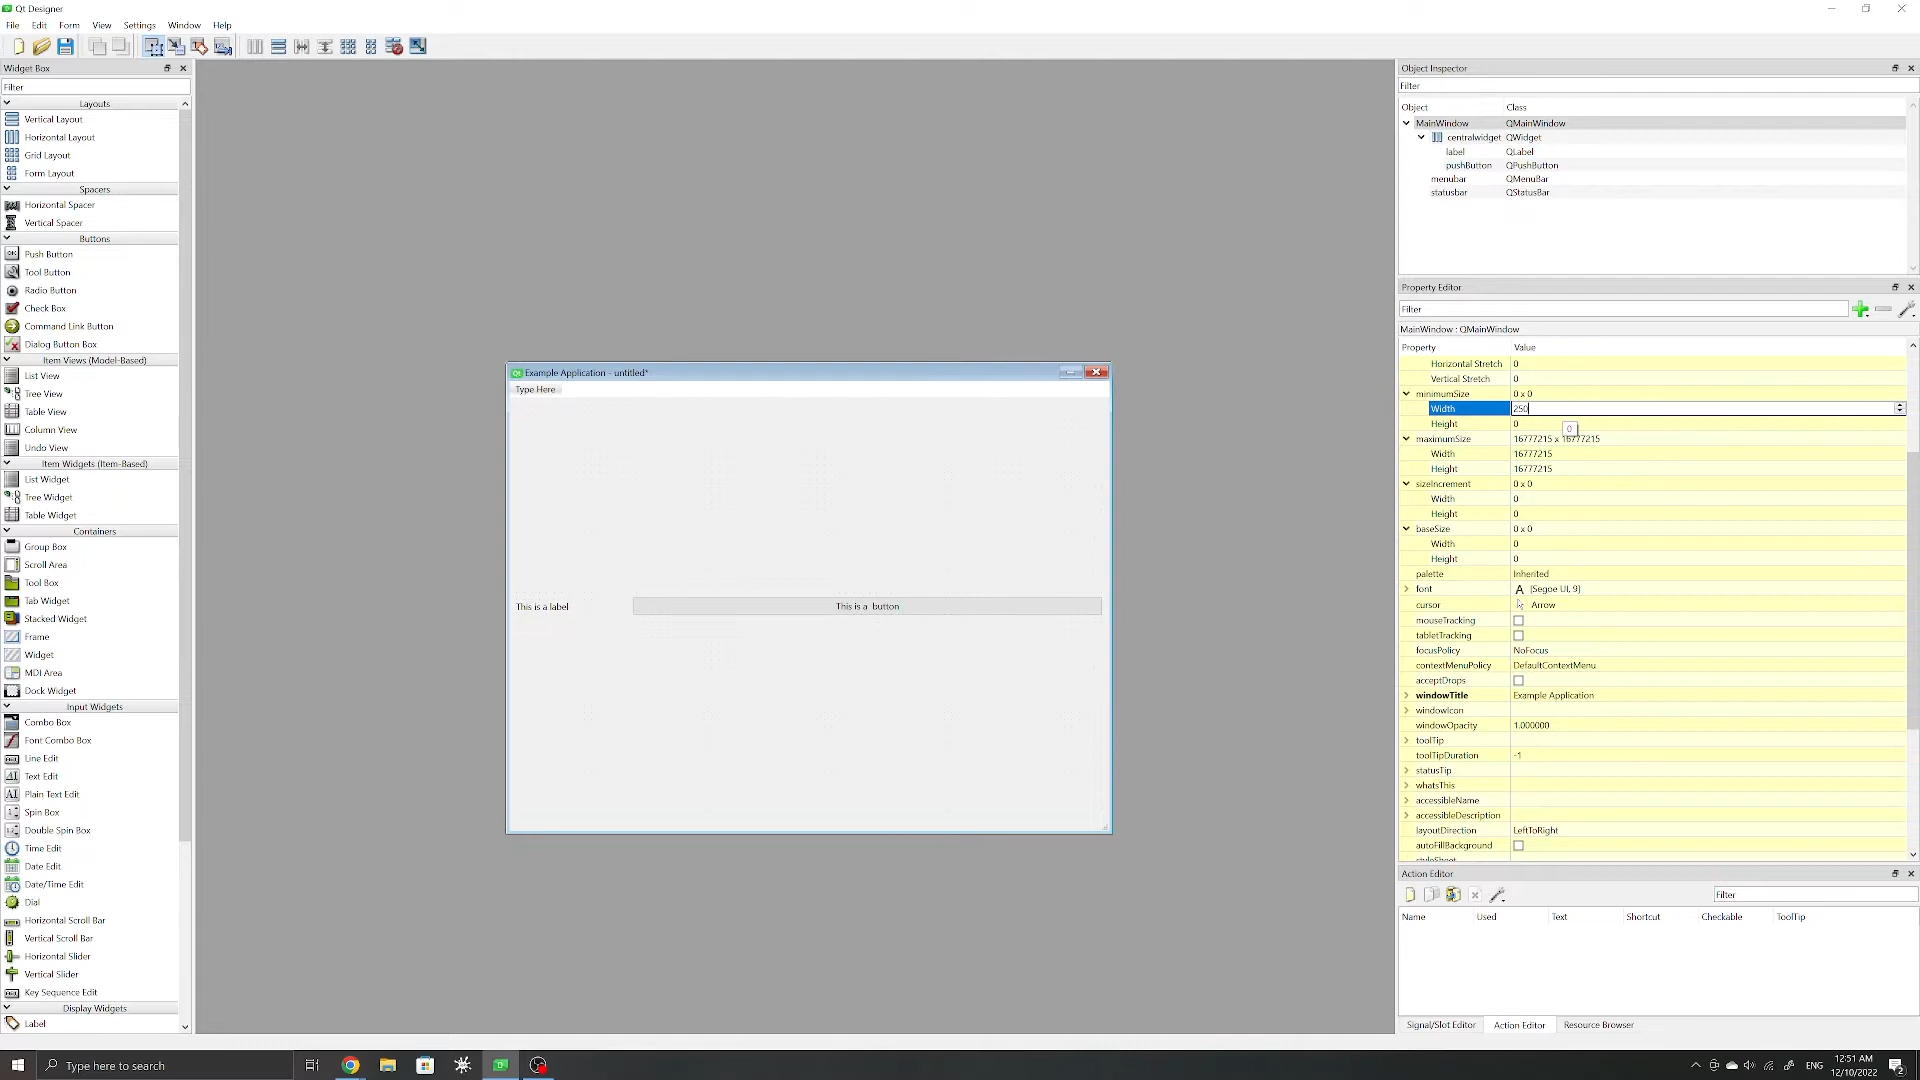 Qt Designer
File Edit Form View Settings Window Help
Widget Box
Filter
Layouts
Vertical Layout
Horizontal Layout
Grid Layout
Form Layout
Spacers
Horizontal Spacer
Vertical Spacer
Buttons
Push Button
Tool Button
Radio Button
Check Box
Command Link Button
Dialog Button Box
Item Views (Model-Based)
List View
Tree View
Table View
Column View
Undo View
Item Widgets (Item-Based)
List Widget
Tree Widget
Table Widget
Containers
Group Box
Scroll Area
Tool Box
Tab Widget
Stacked Widget
Frame
Widget
MDI Area
Dock Widget
Input Widgets
Combo Box
Font Combo Box
Line Edit
Text Edit
Plain Text Edit
Spin Box
Double Spin Box
Time Edit
Date Edit
Date/Time Edit
Dial
Horizontal Scroll Bar
Vertical Scroll Bar
Horizontal Slider
Vertical Slider
Key Sequence Edit
Display Widgets
Label
Example Application - untitled*
Type Here
This is a label
This is a button
Object Inspector
Filter
Object Class
MainWindow QMainWindow
centralwidget QWidget
label QLabel
pushButton QPushButton
menubar QMenuBar
statusbar QStatusBar
Property Editor
Filter
MainWindow : QMainWindow
Property Value
Horizontal Stretch 0
Vertical Stretch 0
minimumSize 0 x 0
Width 250
Height 0
0
maximumSize 16777215 x 16777215
Width 16777215
Height 16777215
sizeIncrement 0 x 0
Width 0
Height 0
baseSize 0 x 0
Width 0
Height 0
palette Inherited
font A [Segoe UI, 9]
cursor Arrow
mouseTracking
tabletTracking
focusPolicy NoFocus
contextMenuPolicy DefaultContextMenu
acceptDrops
windowTitle Example Application
windowIcon
windowOpacity 1.000000
toolTip
toolTipDuration -1
statusTip
whatsThis
accessibleName
accessibleDescription
layoutDirection LeftToRight
autoFillBackground
styleSheet
Action Editor
Filter
Name Used Text Shortcut Checkable ToolTip
Signal/Slot Editor Action Editor Resource Browser
Type here to search
ENG
12:51 AM
12/10/2022
2